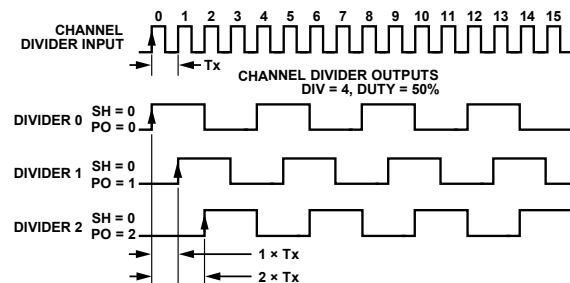 0 1 2 3 4 5 6 7 8 9 10 11 12 13 14 15
CHANNEL
DIVIDER INPUT
Tx
CHANNEL DIVIDER OUTPUTS
DIV = 4, DUTY = 50%
DIVIDER 0
SH = 0
PO = 0
DIVIDER 1
SH = 0
PO = 1
DIVIDER 2
SH = 0
PO = 2
1 × Tx
2 × Tx